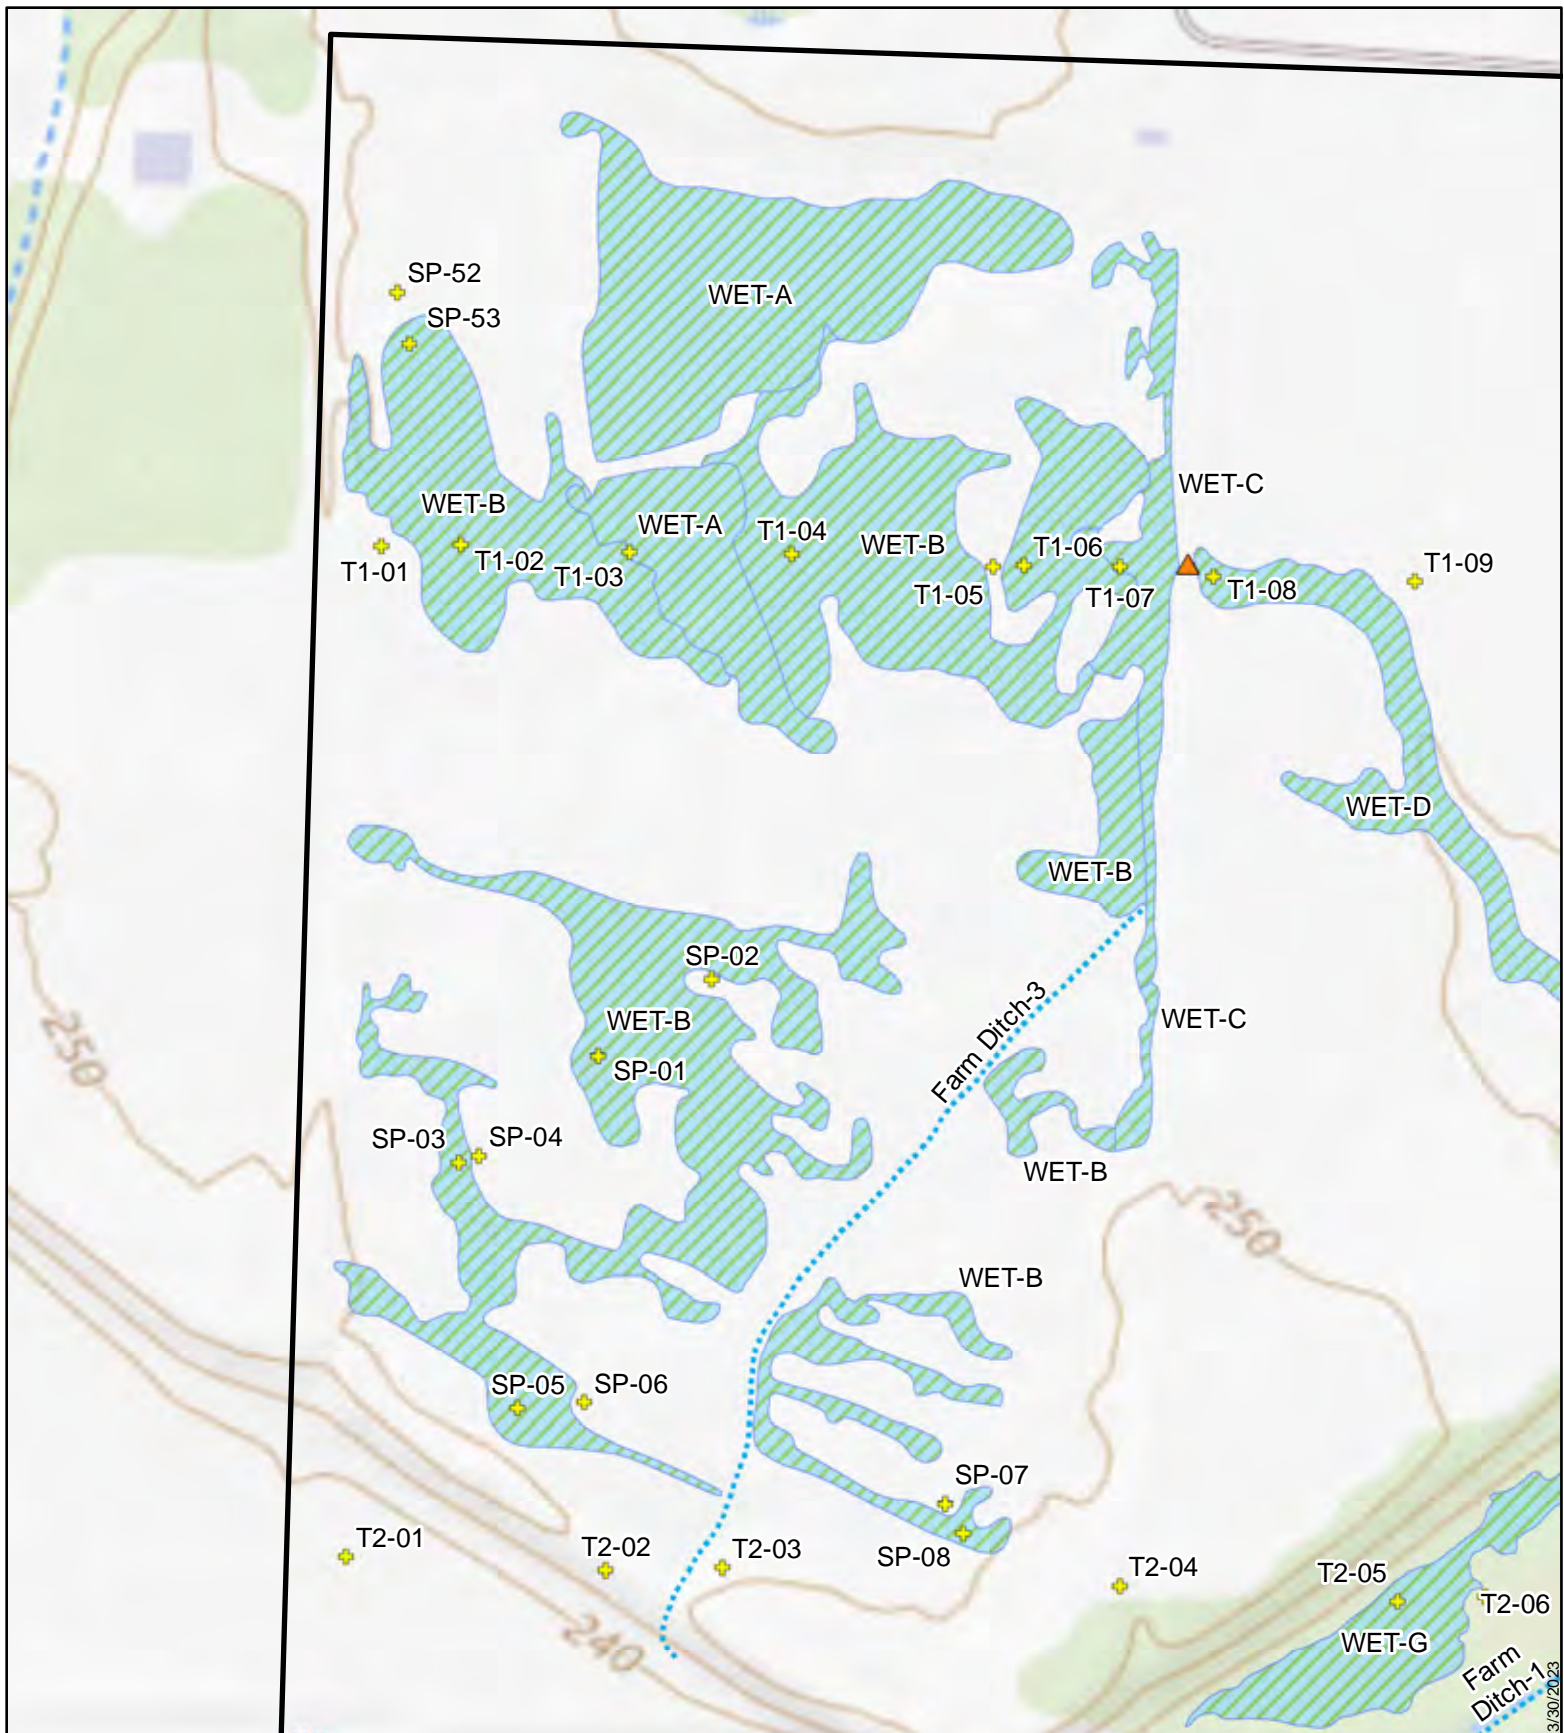 SP-52
SP-53
WET-A
WET-C
WET-B
WET-A
T1-04
WET-B
T1-06
T1-02
T1-01
T1-03
T1-05
T1-07
T1-08
T1-09
WET-D
WET-B
SP-02
Farm Ditch-3
WET-B
WET-C
250
SP-01
SP-03
SP-04
WET-B
250
WET-B
SP-05
SP-06
SP-07
SP-08
T2-01
T2-02
T2-03
T2-04
T2-05
T2-06
240
WET-G
Farm
Ditch-1
3/30/2023